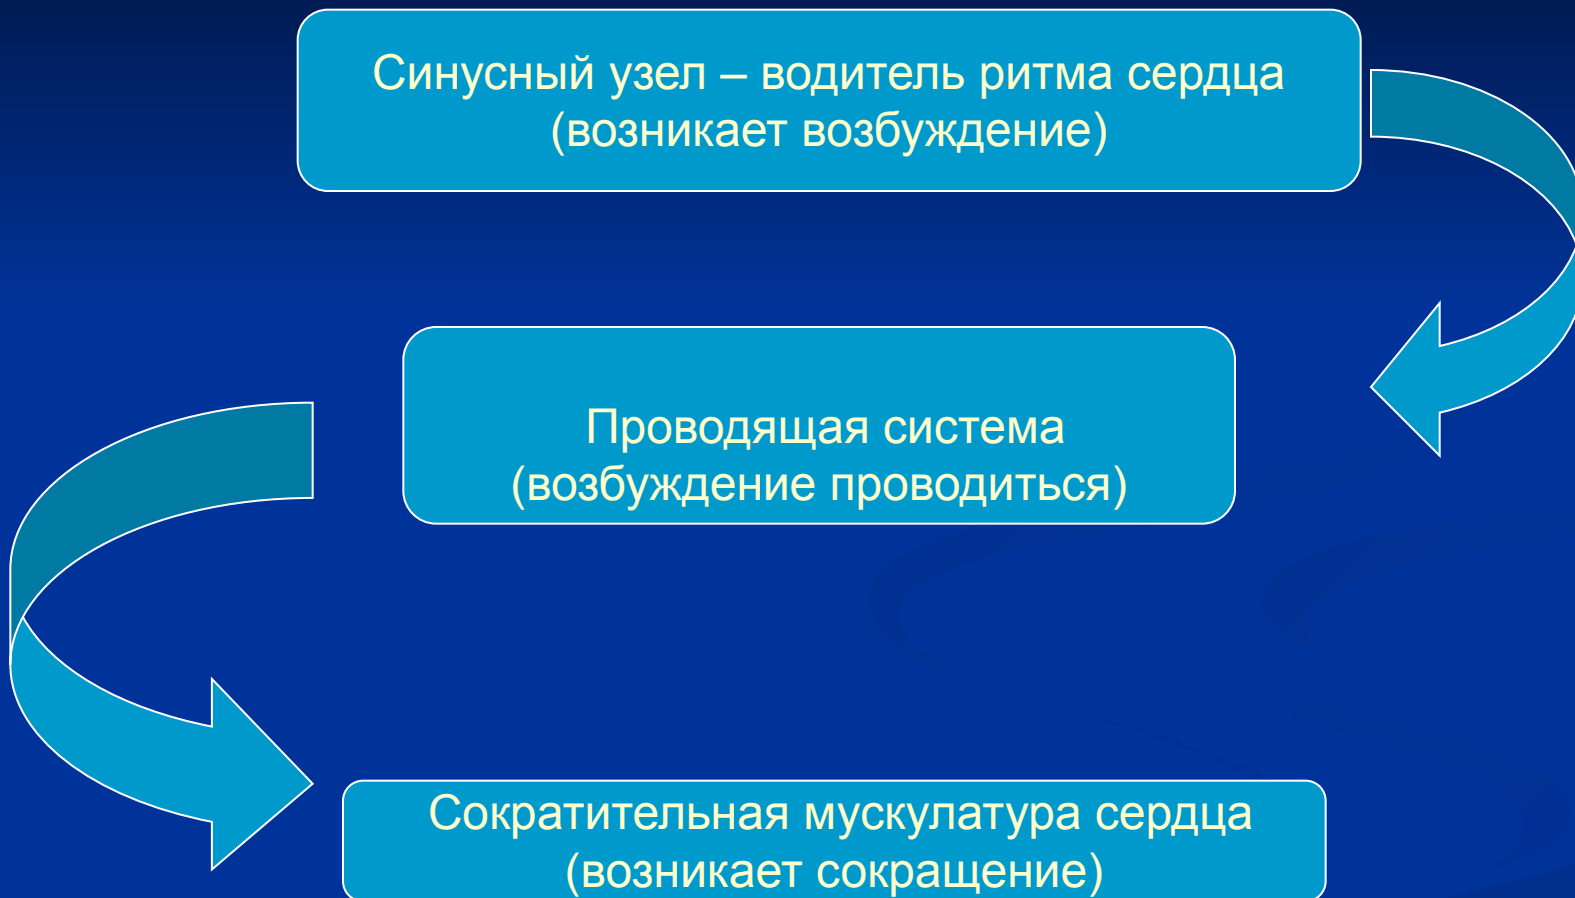 Синусный узел – водитель ритма сердца
(возникает возбуждение)
Проводящая система
(возбуждение проводиться)
Сократительная мускулатура сердца
(возникает сокращение)